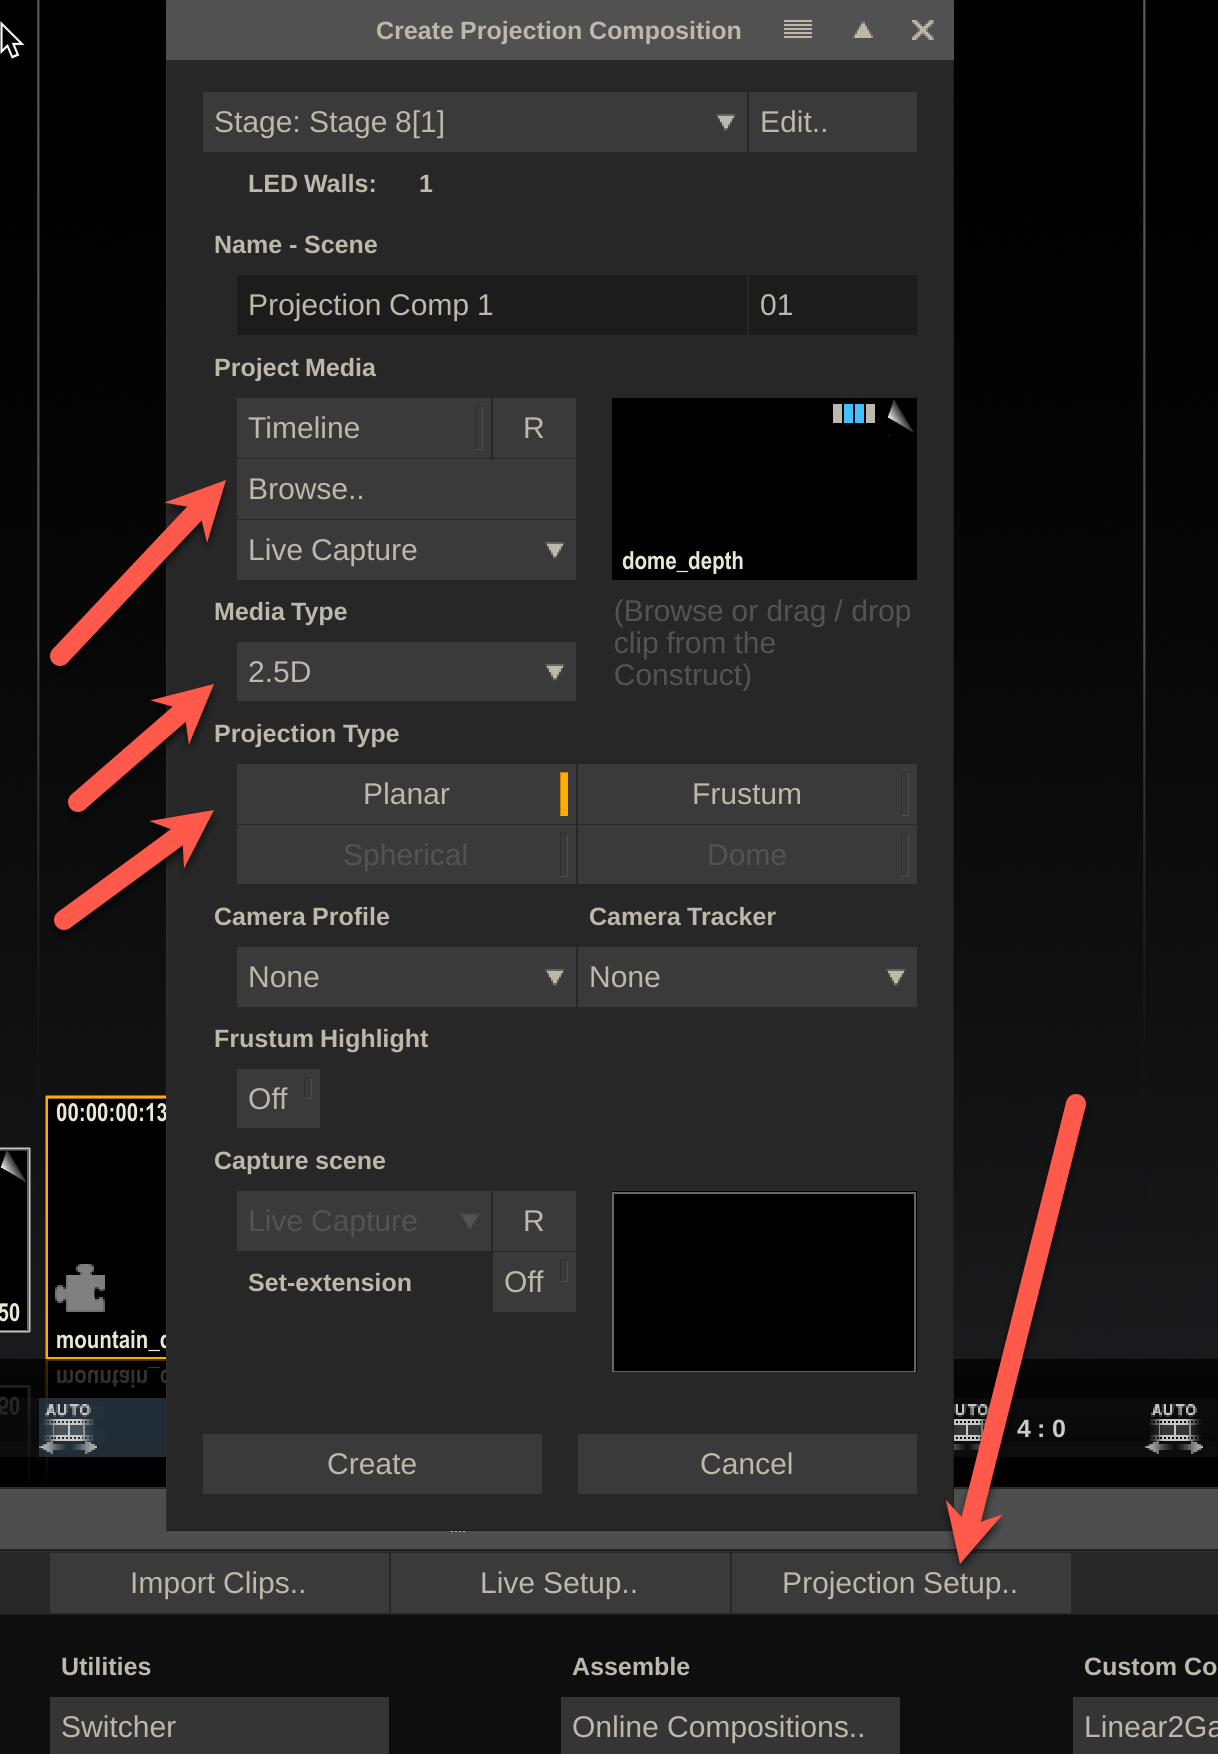 Create Projection Composition
Stage: Stage 8[1]
Edit..
LED Walls: 1
Name - Scene
Projection Comp 1
01
Project Media
Timeline
R
Browse..
Live Capture
dome_depth
(Browse or drag / drop
clip from the
Construct)
Media Type
2.5D
Projection Type
Planar
Frustum
Spherical
Dome
Camera Profile
Camera Tracker
None
None
Frustum Highlight
Off
Capture scene
Live Capture
R
Set-extension
Off
Create
Cancel
00:00:00:13
50
mountain_
AUTO
4 : 0
AUTO
Import Clips..
Live Setup..
Projection Setup..
Utilities
Assemble
Custom Co
Switcher
Online Compositions..
Linear2Ga